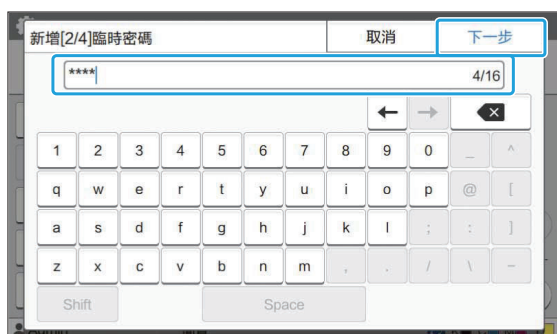 新增[2/4]臨時密碼 取消 下一步
**** 4/16
← →
1 2 3 4 5 6 7 8 9 0 _ ^
q w e r t y u i o p @ [
a s d f g h j k l ; : ]
z x c v b n m , . / \ −
Shift Space